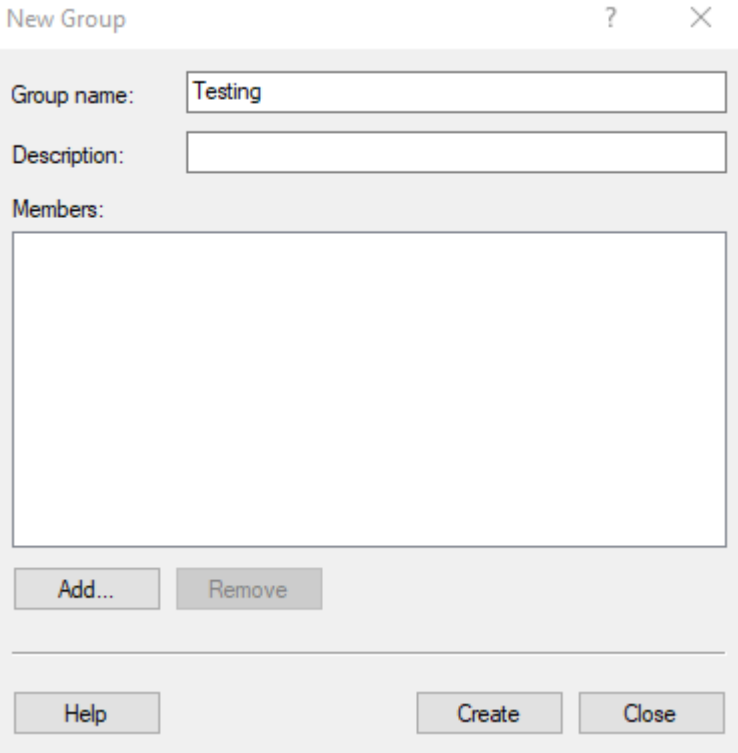 New Group ?
Group name: Testing
Description:
Members:
Add... Remove
Help Create Close